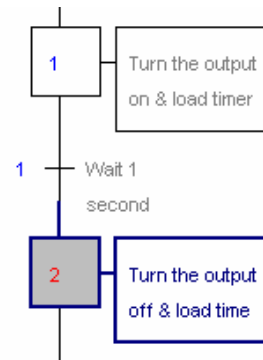 1
Turn the output
on & load timer
1
Wait 1
second
2
Turn the output
off & load time